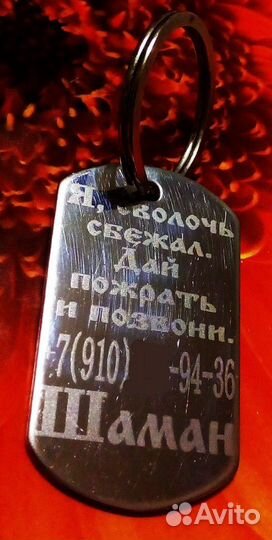 Я, сволочь
сбежал.
Дай
пожрать
и позвони.
+7(910) -94-36
Шаман
Avito